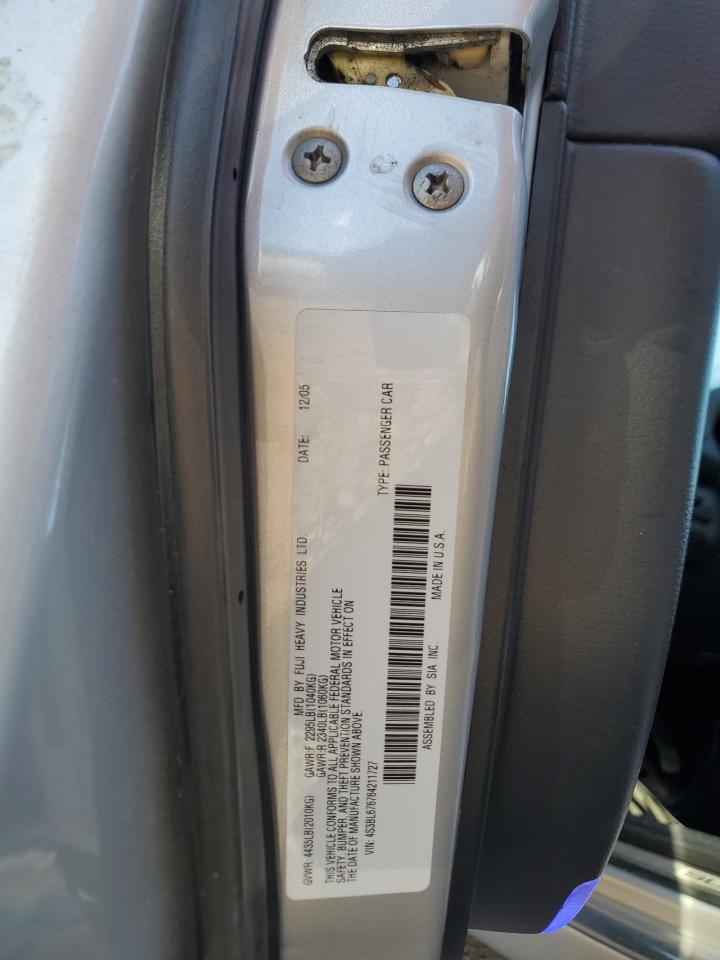 MFD BY FUJI HEAVY INDUSTRIES LTD. DATE: 12/05
GVWR: 4435LB(2010KG) GAWR:F 2295LB(1040KG)
GAWR:R 2340LB(1060KG)
THIS VEHICLE CONFORMS TO ALL APPLICABLE FEDERAL MOTOR VEHICLE
SAFETY, BUMPER, AND THEFT PREVENTION STANDARDS IN EFFECT ON
THE DATE OF MANUFACTURE SHOWN ABOVE.
VIN: 4S3BL676764211727 TYPE: PASSENGER CAR
ASSEMBLED BY SIA INC. MADE IN U.S.A.